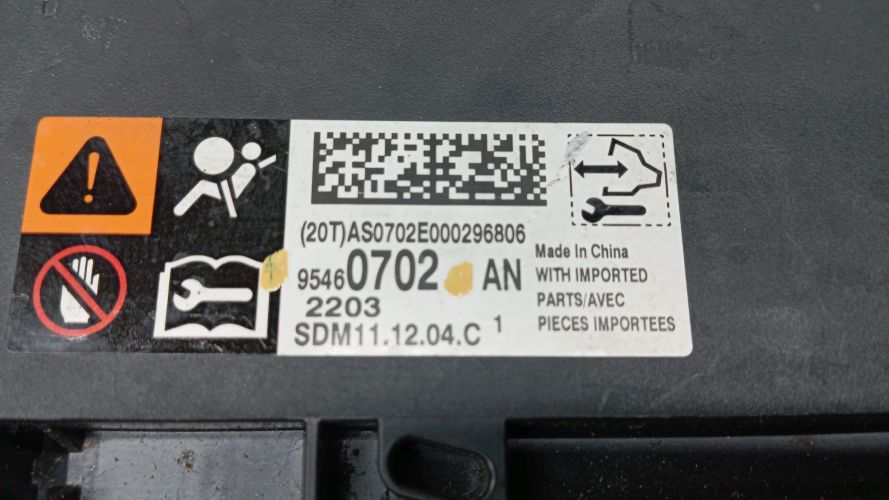 (20T)AS0702E000296806
95460702 AN
2203
SDM11.12.04.C 1
Made In China
WITH IMPORTED
PARTS/AVEC
PIECES IMPORTEES